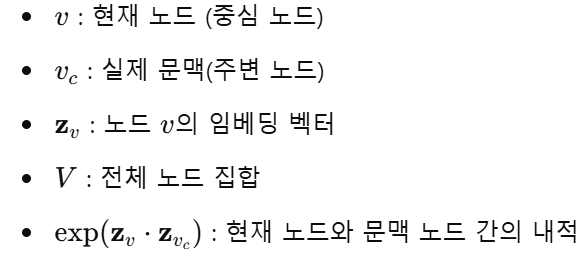 • v : 현재 노드 (중심 노드)
• v_c : 실제 문맥(주변 노드)
• z_v : 노드 v의 임베딩 벡터
• V : 전체 노드 집합
• exp(z_v · z_{v_c}) : 현재 노드와 문맥 노드 간의 내적